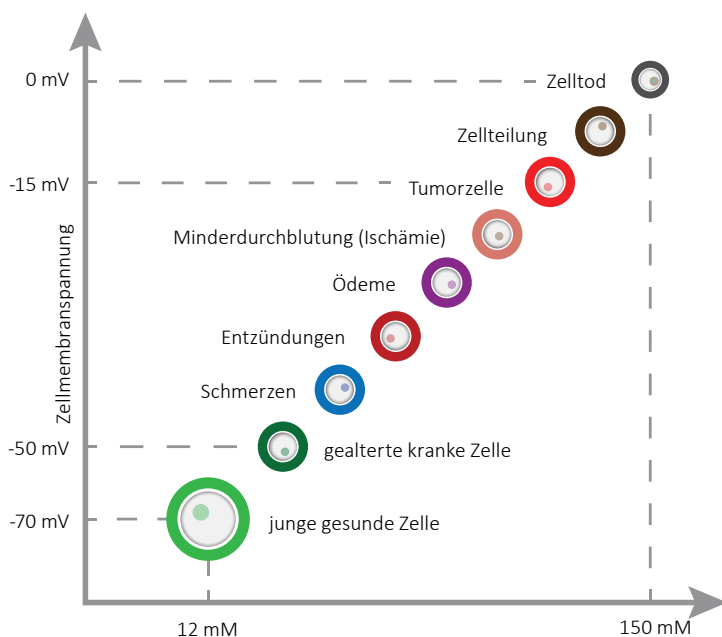 0 mV
Zelltod
Zellteilung
-15 mV
Tumorzelle
Minderdurchblutung (Ischämie)
Zellmembranspannung
Ödeme
Entzündungen
Schmerzen
-50 mV
gealterte kranke Zelle
-70 mV
junge gesunde Zelle
12 mM
150 mM